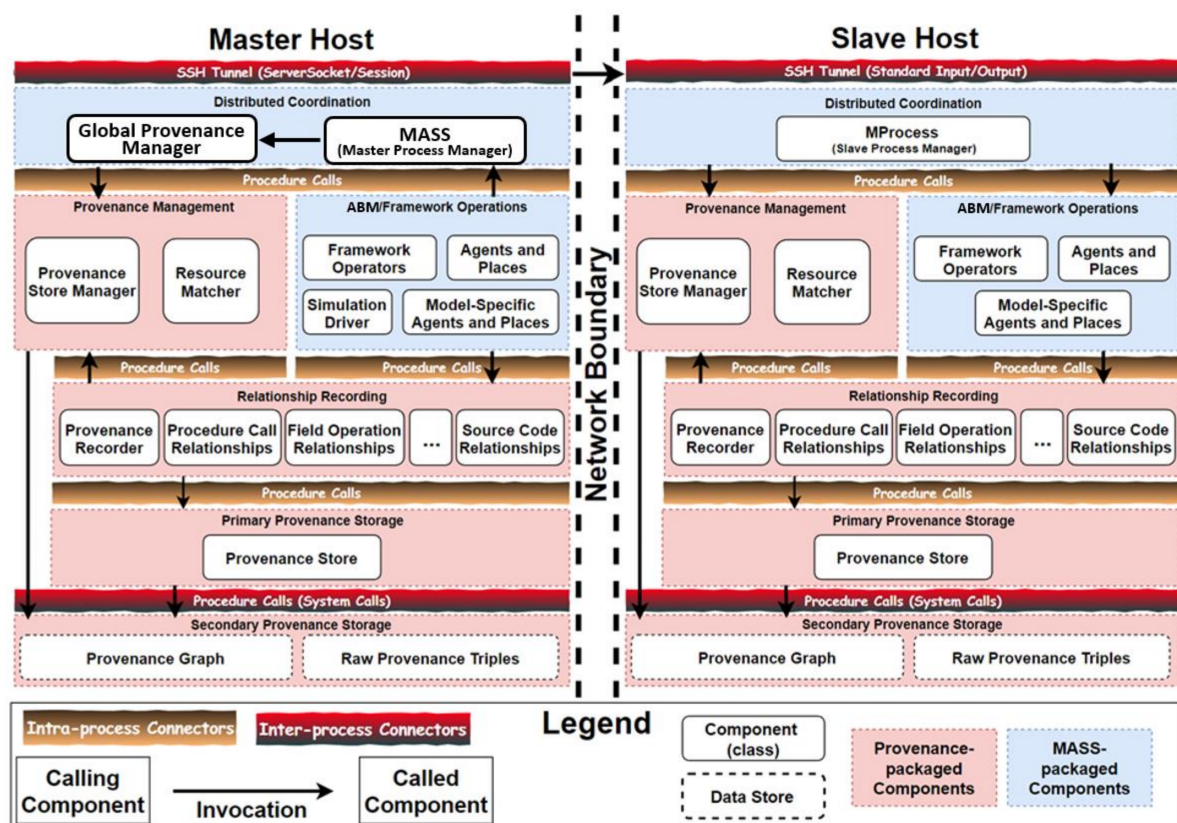 Master Host
SSH Tunnel (ServerSocket/Session)
Distributed Coordination
Global Provenance
Manager
MASS
(Master Process Manager)
Procedure Calls
Provenance Management
Provenance
Store Manager
Resource
Matcher
ABM/Framework Operations
Framework
Operators
Agents and
Places
Simulation
Driver
Model-Specific
Agents and Places
Procedure Calls
Procedure Calls
Relationship Recording
Provenance
Recorder
Procedure Call
Relationships
Field Operation
Relationships
...
Source Code
Relationships
Procedure Calls
Primary Provenance Storage
Provenance Store
Procedure Calls (System Calls)
Secondary Provenance Storage
Provenance Graph
Raw Provenance Triples
Network Boundary
Slave Host
SSH Tunnel (Standard Input/Output)
Distributed Coordination
MProcess
(Slave Process Manager)
Procedure Calls
Provenance Management
Provenance
Store Manager
Resource
Matcher
ABM/Framework Operations
Framework
Operators
Agents and
Places
Model-Specific
Agents and Places
Procedure Calls
Procedure Calls
Relationship Recording
Provenance
Recorder
Procedure Call
Relationships
Field Operation
Relationships
...
Source Code
Relationships
Procedure Calls
Primary Provenance Storage
Provenance Store
Procedure Calls (System Calls)
Secondary Provenance Storage
Provenance Graph
Raw Provenance Triples
Legend
Intra-process Connectors
Inter-process Connectors
Calling
Component
Invocation
Called
Component
Component
(class)
Data Store
Provenance-
packaged
Components
MASS-
packaged
Components